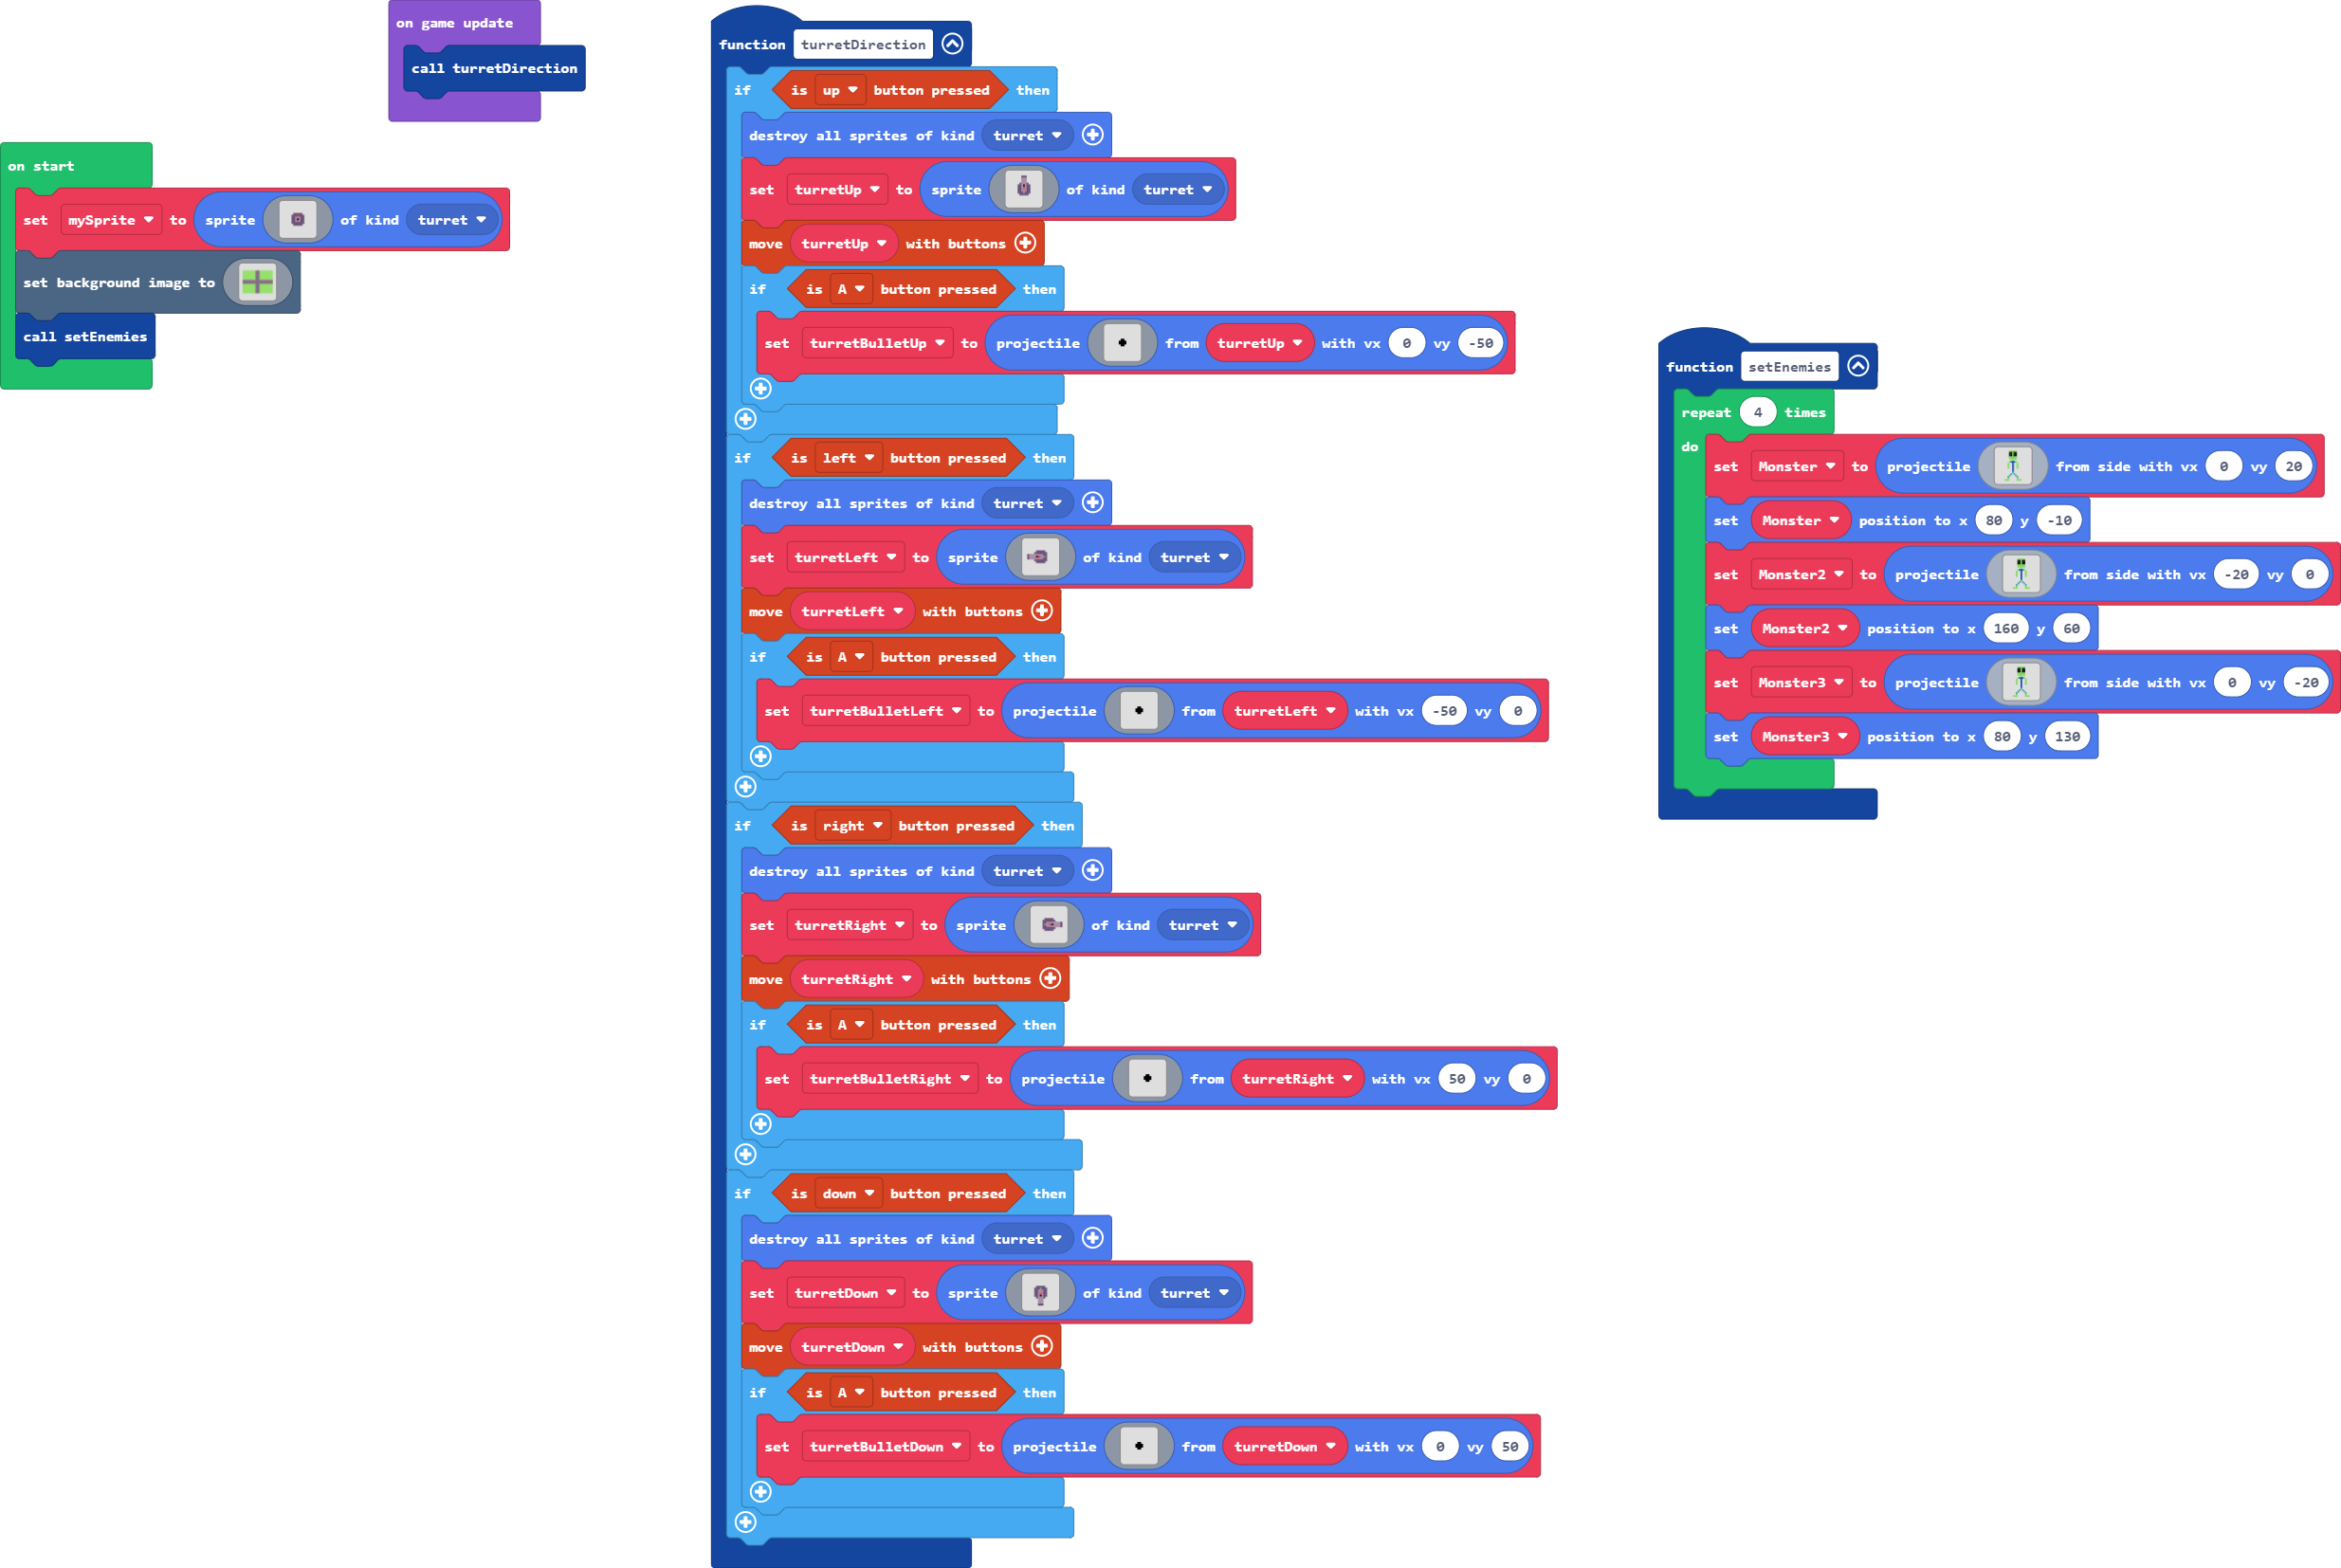 on game update
call turretDirection
on start
set mySprite to sprite of kind turret
set background image to
call setEnemies
function turretDirection
if is up button pressed then
destroy all sprites of kind turret
set turretUp to sprite of kind turret
move turretUp with buttons
if is A button pressed then
set turretBulletUp to projectile from turretUp with vx 0 vy -50
if is left button pressed then
destroy all sprites of kind turret
set turretLeft to sprite of kind turret
move turretLeft with buttons
if is A button pressed then
set turretBulletLeft to projectile from turretLeft with vx -50 vy 0
if is right button pressed then
destroy all sprites of kind turret
set turretRight to sprite of kind turret
move turretRight with buttons
if is A button pressed then
set turretBulletRight to projectile from turretRight with vx 50 vy 0
if is down button pressed then
destroy all sprites of kind turret
set turretDown to sprite of kind turret
move turretDown with buttons
if is A button pressed then
set turretBulletDown to projectile from turretDown with vx 0 vy 50
function setEnemies
repeat 4 times
do
set Monster to projectile from side with vx 0 vy 20
set Monster position to x 80 y -10
set Monster2 to projectile from side with vx -20 vy 0
set Monster2 position to x 160 y 60
set Monster3 to projectile from side with vx 0 vy -20
set Monster3 position to x 80 y 130